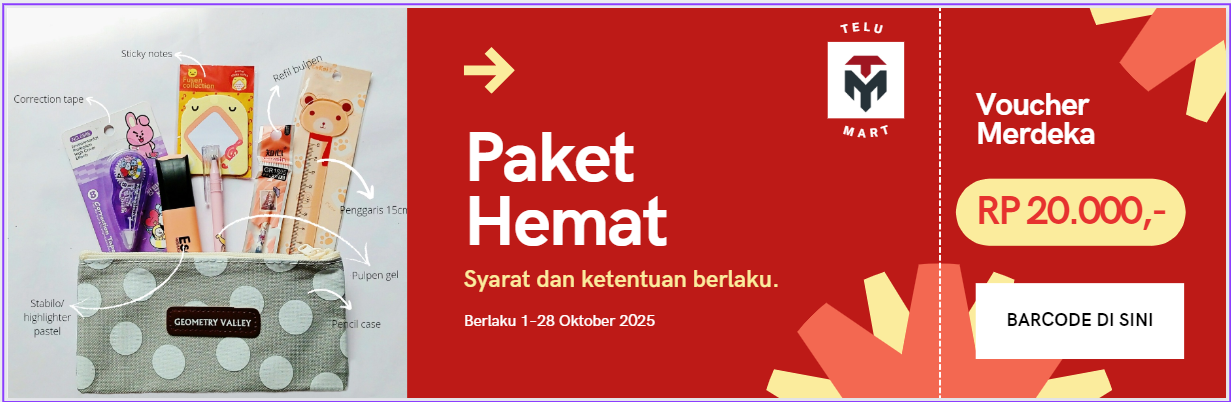 Sticky notes
Refil bulpen
Correction tape
Penggaris 15cm
Pulpen gel
Stabilo/
highlighter
pastel
Pencil case
GEOMETRY VALLEY
TELU
MART
Paket
Hemat
Syarat dan ketentuan berlaku.
Berlaku 1–28 Oktober 2025
Voucher
Merdeka
RP 20.000,-
BARCODE DI SINI